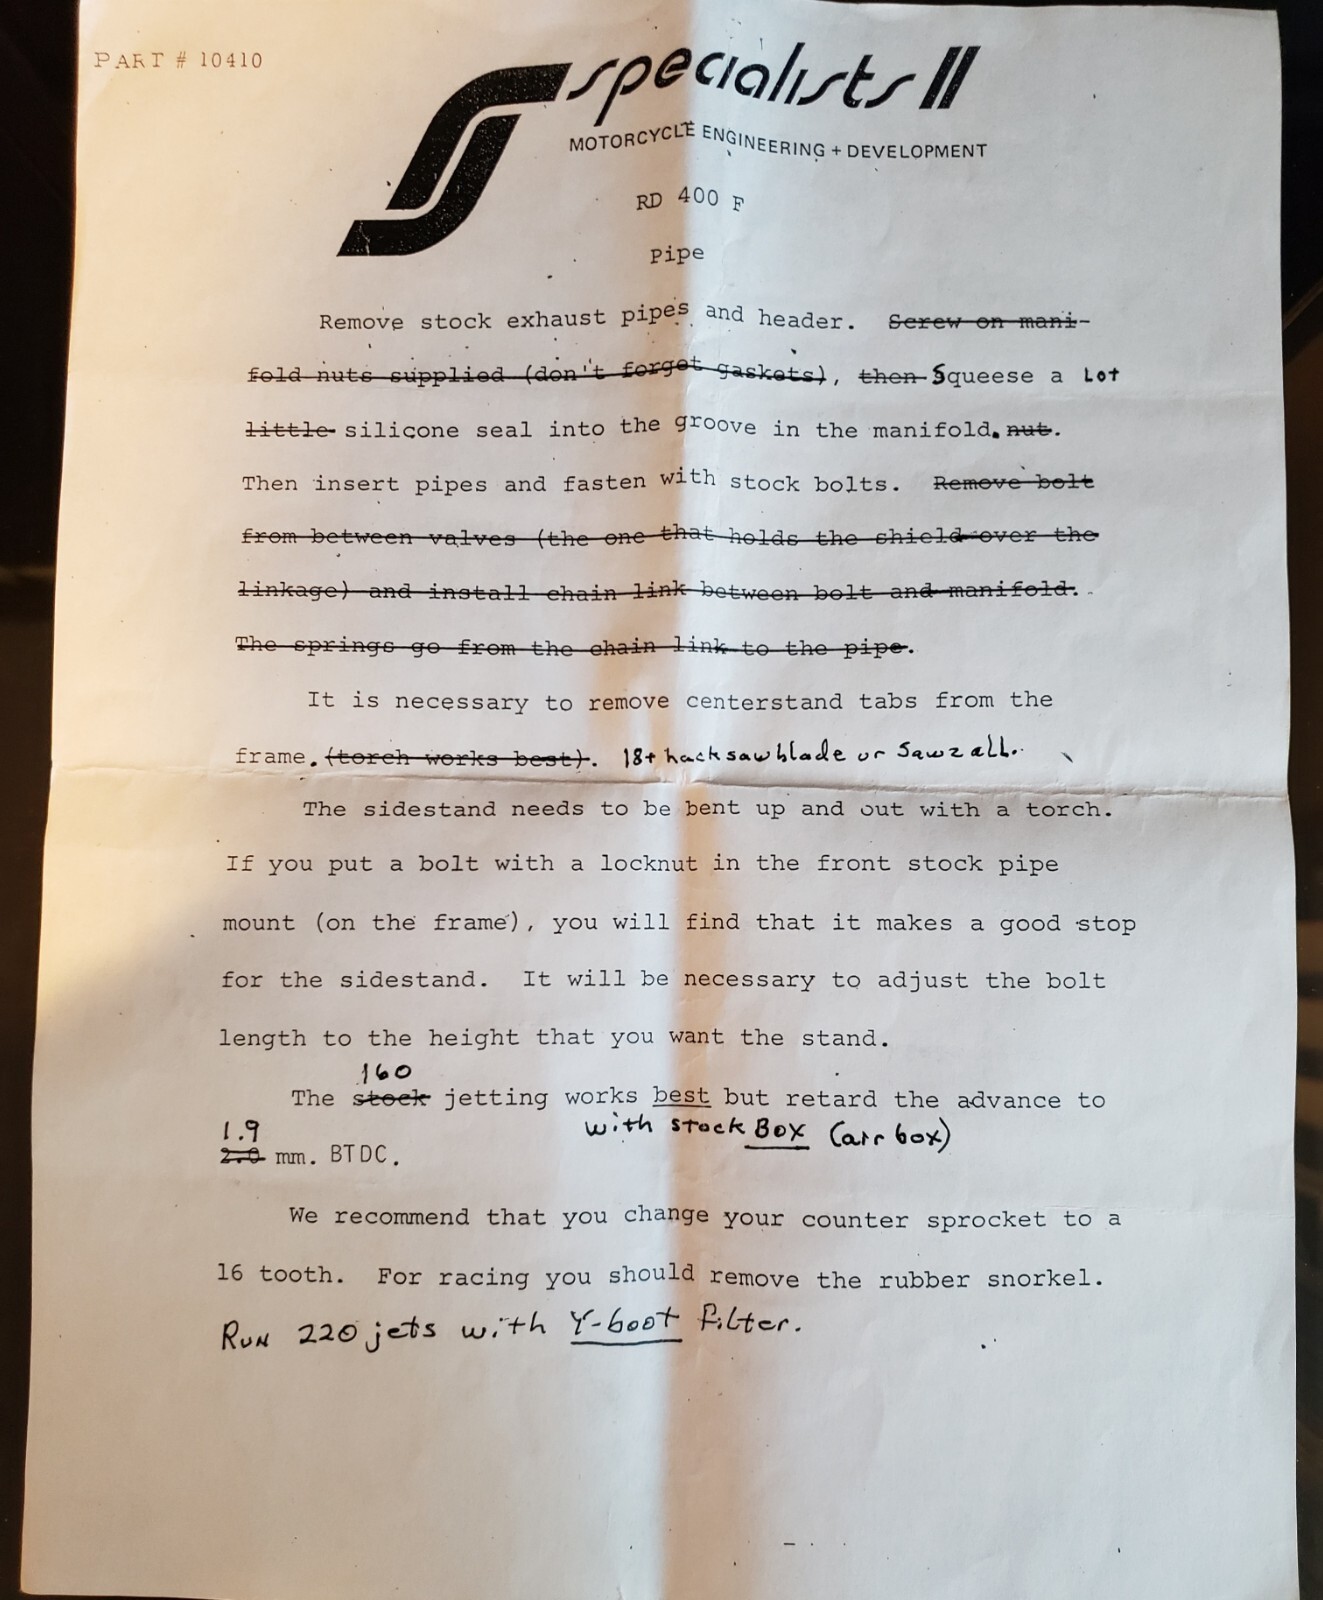 PART # 10410
specialists II
MOTORCYCLE ENGINEERING + DEVELOPMENT
RD 400 F
Pipe
Remove stock exhaust pipes and header. Screw on mani-
fold nuts supplied (don't forget gaskets), then Squeese a Lot
little silicone seal into the groove in the manifold. nut.
Then insert pipes and fasten with stock bolts. Remove bolt
from between valves (the one that holds the shield over the
linkage) and install chain link between bolt and manifold.
The springs go from the chain link to the pipe.
It is necessary to remove centerstand tabs from the
frame. (torch works best). 18t hacksawblade or Sawzall.
The sidestand needs to be bent up and out with a torch.
If you put a bolt with a locknut in the front stock pipe
mount (on the frame), you will find that it makes a good stop
for the sidestand. It will be necessary to adjust the bolt
length to the height that you want the stand.
160
The stock jetting works best but retard the advance to
1.9 with stock BOX (air box)
2.0 mm. BTDC.
We recommend that you change your counter sprocket to a
16 tooth. For racing you should remove the rubber snorkel.
Run 220 jets with Y-boot filter.